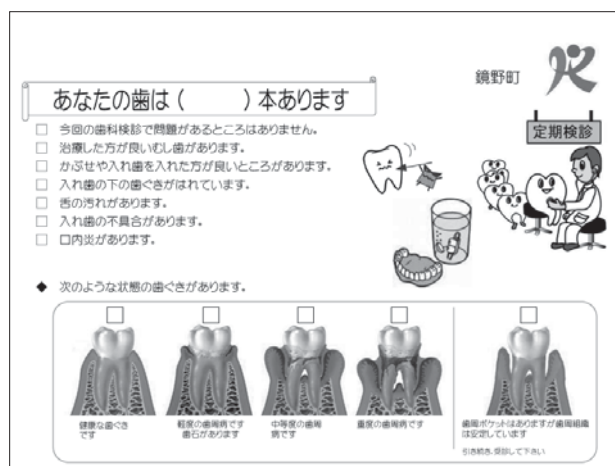 鏡野町
あなたの歯は（　　　）本あります
定期検診
□ 今回の歯科検診で問題があるところはありません。
□ 治療した方が良いむし歯があります。
□ かぶせや入れ歯を入れた方が良いところがあります。
□ 入れ歯の下の歯ぐきがはれています。
□ 舌の汚れがあります。
□ 入れ歯の不具合があります。
□ 口内炎があります。
◆ 次のような状態の歯ぐきがあります。
健康な歯ぐき
です
軽度の歯周病です
歯石があります
中等度の歯周
病です
重度の歯周病です
歯周ポケットはありますが歯周組織
は安定しています
引き続き、受診して下さい